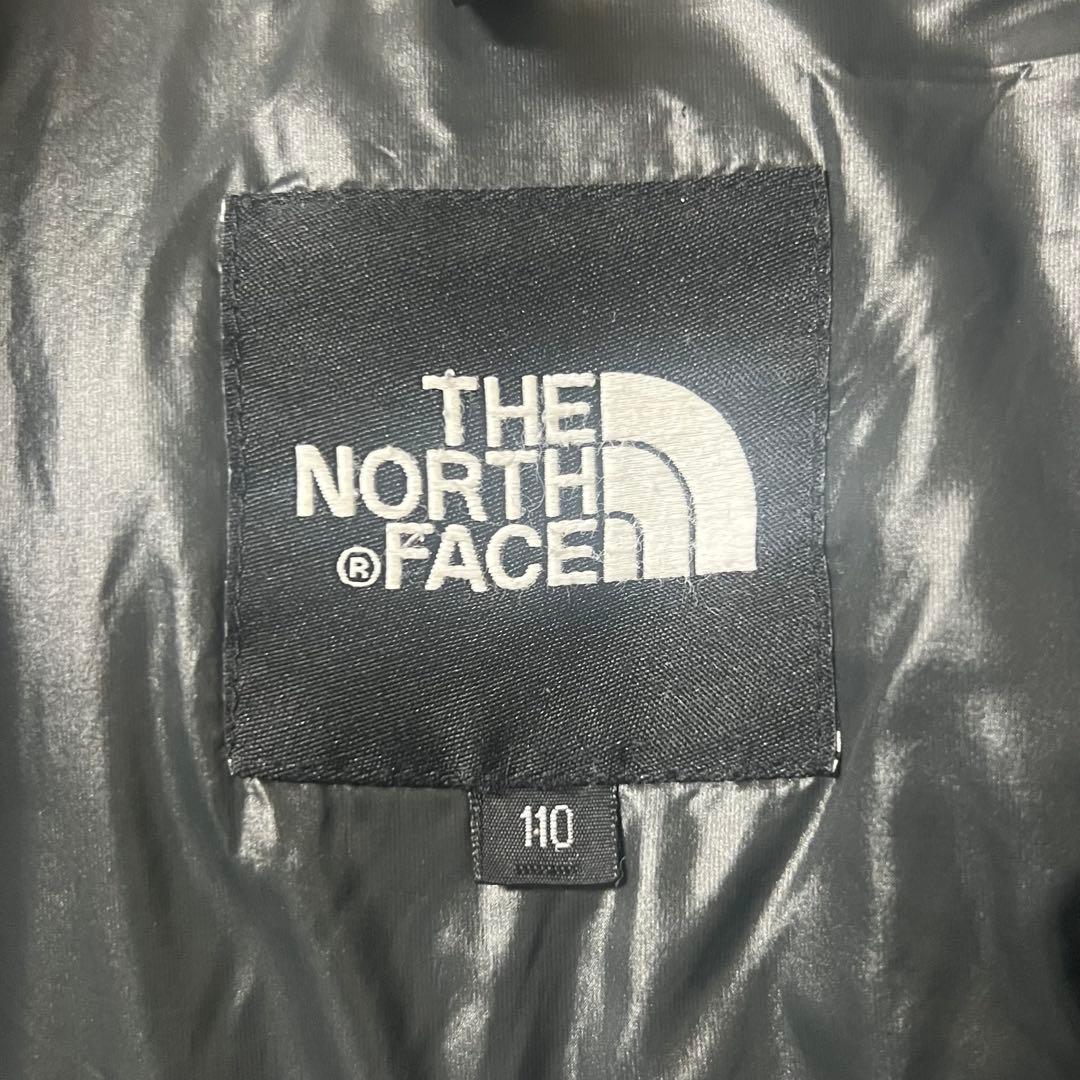 THE
NORTH
®FACE
110